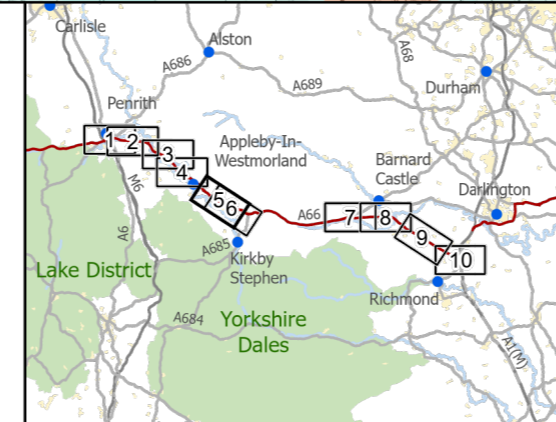 Carlisle
Alston
A68
A686
A689
Durham
Penrith
1
2
3
4
5
6
Appleby-In-
Westmorland
Barnard
Castle
Darlington
M6
A66
7
8
9
10
A6
A685
Kirkby
Stephen
Lake District
Richmond
A684
Yorkshire
Dales
A1(M)